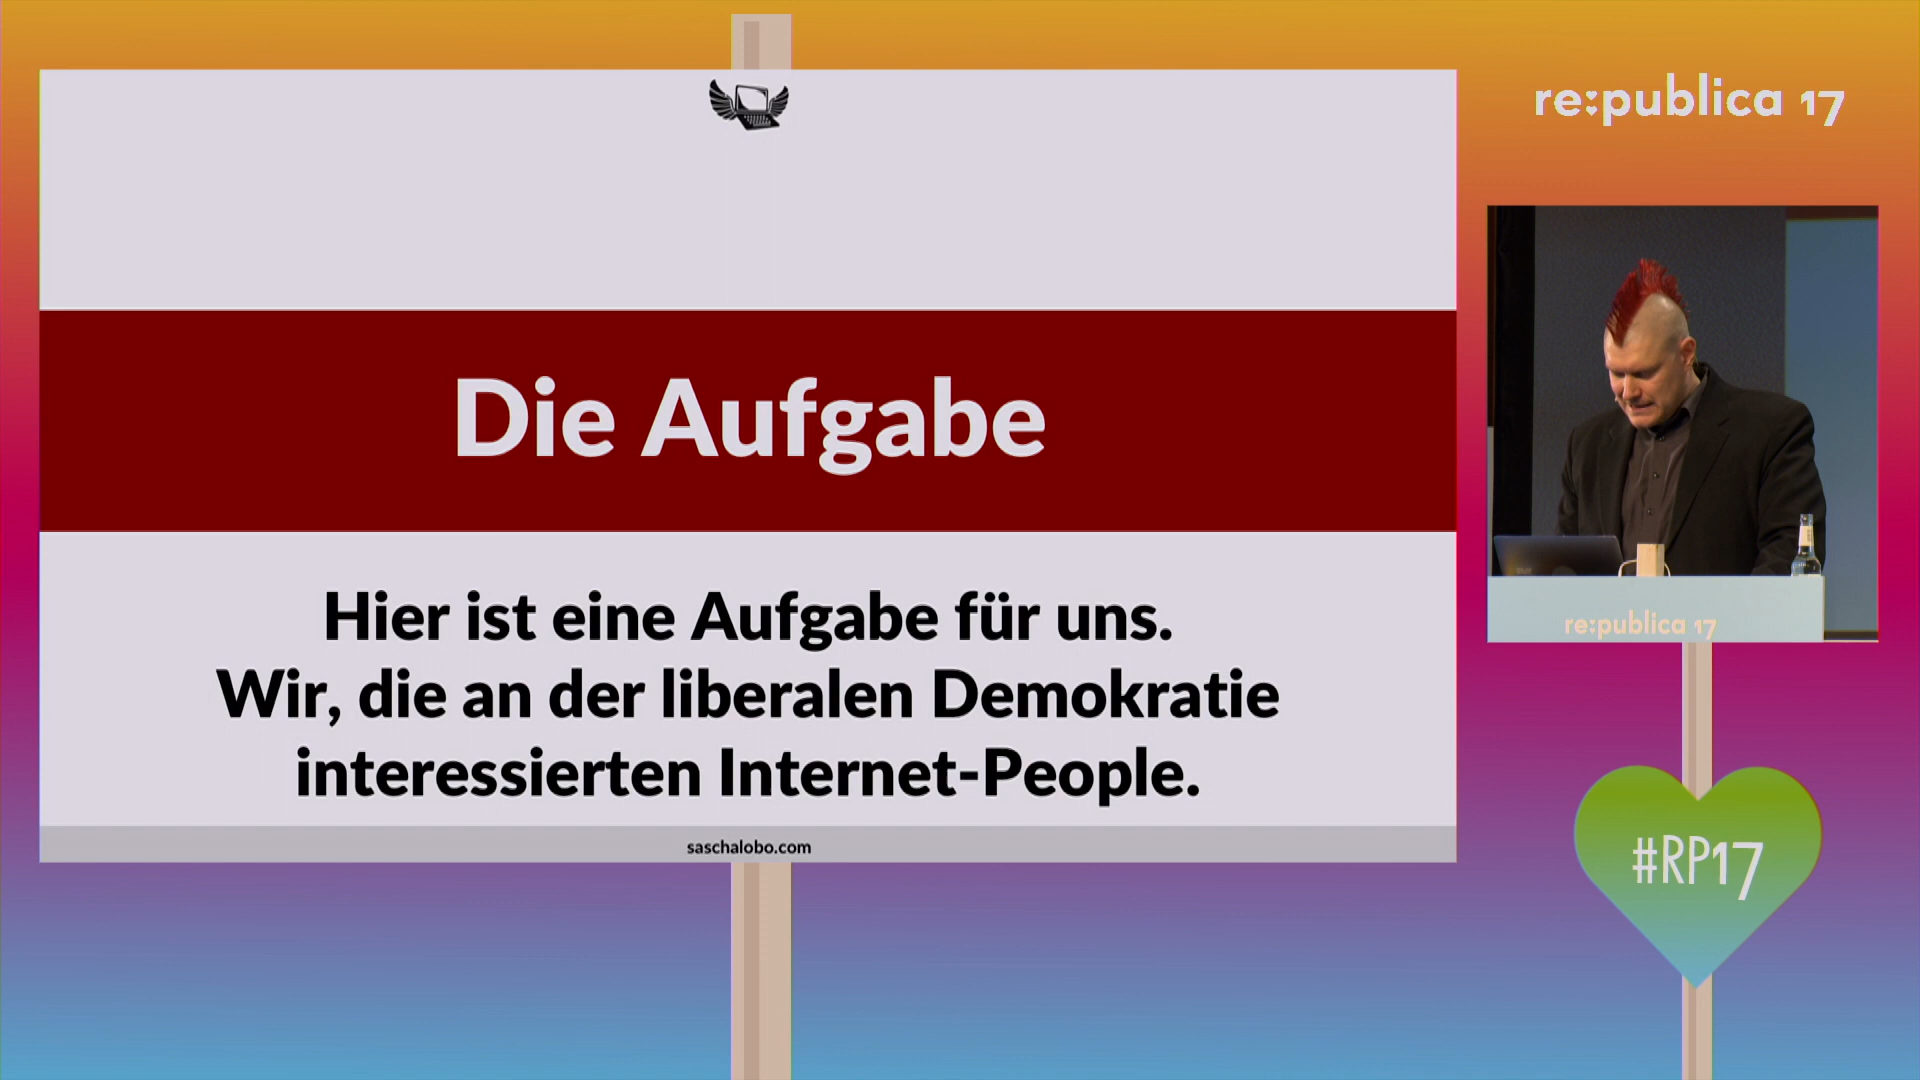 re:publica 17
Die Aufgabe
Hier ist eine Aufgabe für uns.
Wir, die an der liberalen Demokratie
interessierten Internet-People.
saschalobo.com
re:publica 17
#RP17